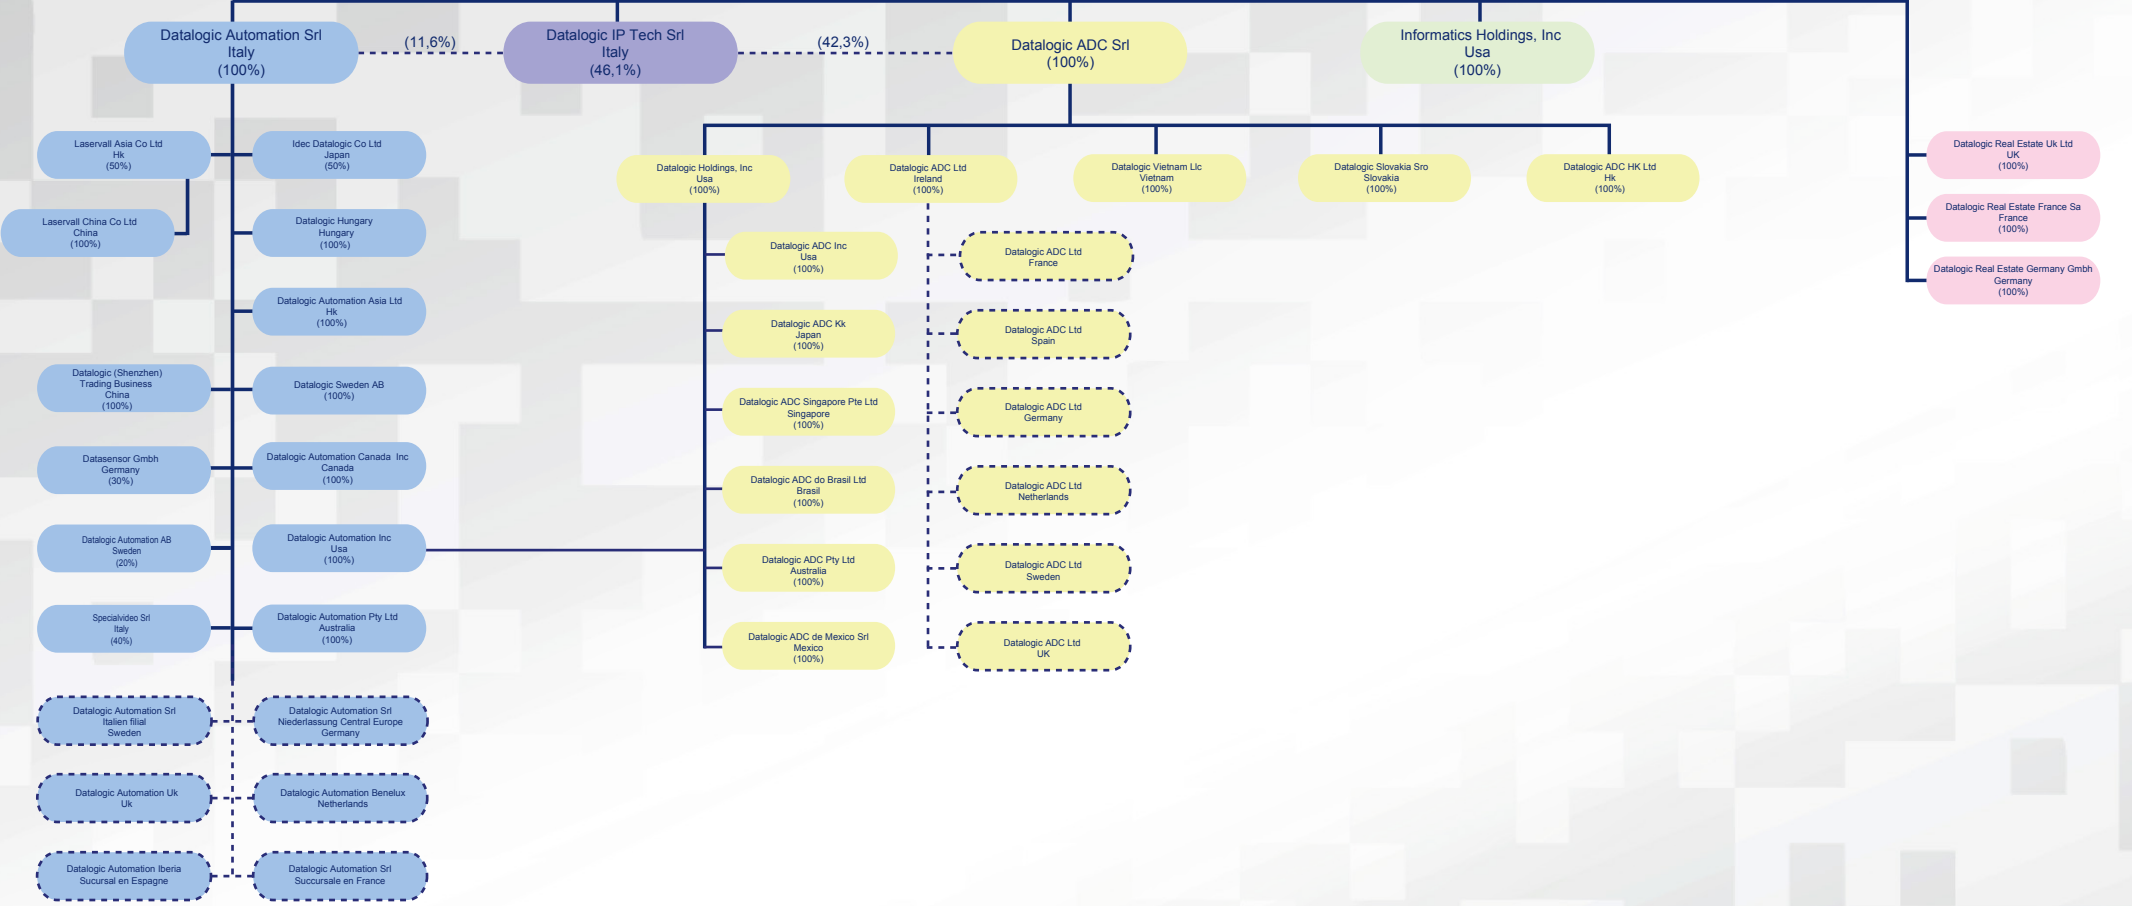 Datalogic Automation Srl
Italy
(100%)
(11,6%)
Datalogic IP Tech Srl
Italy
(46,1%)
(42,3%)
Datalogic ADC Srl
(100%)
Informatics Holdings, Inc
Usa
(100%)
Laservall Asia Co Ltd
Hk
(50%)
Idec Datalogic Co Ltd
Japan
(50%)
Laservall China Co Ltd
China
(100%)
Datalogic Hungary
Hungary
(100%)
Datalogic Automation Asia Ltd
Hk
(100%)
Datalogic (Shenzhen)
Trading Business
China
(100%)
Datalogic Sweden AB
(100%)
Datasensor Gmbh
Germany
(30%)
Datalogic Automation Canada Inc
Canada
(100%)
Datalogic Automation AB
Sweden
(20%)
Datalogic Automation Inc
Usa
(100%)
Specialvideo Srl
Italy
(40%)
Datalogic Automation Pty Ltd
Australia
(100%)
Datalogic Automation Srl
Italien filial
Sweden
Datalogic Automation Srl
Niederlassung Central Europe
Germany
Datalogic Automation Uk
Uk
Datalogic Automation Benelux
Netherlands
Datalogic Automation Iberia
Sucursal en Espagne
Datalogic Automation Srl
Succursale en France
Datalogic Holdings, Inc
Usa
(100%)
Datalogic ADC Ltd
Ireland
(100%)
Datalogic Vietnam Llc
Vietnam
(100%)
Datalogic Slovakia Sro
Slovakia
(100%)
Datalogic ADC HK Ltd
Hk
(100%)
Datalogic ADC Inc
Usa
(100%)
Datalogic ADC Kk
Japan
(100%)
Datalogic ADC Singapore Pte Ltd
Singapore
(100%)
Datalogic ADC do Brasil Ltd
Brasil
(100%)
Datalogic ADC Pty Ltd
Australia
(100%)
Datalogic ADC de Mexico Srl
Mexico
(100%)
Datalogic ADC Ltd
France
Datalogic ADC Ltd
Spain
Datalogic ADC Ltd
Germany
Datalogic ADC Ltd
Netherlands
Datalogic ADC Ltd
Sweden
Datalogic ADC Ltd
UK
Datalogic Real Estate Uk Ltd
UK
(100%)
Datalogic Real Estate France Sa
France
(100%)
Datalogic Real Estate Germany Gmbh
Germany
(100%)